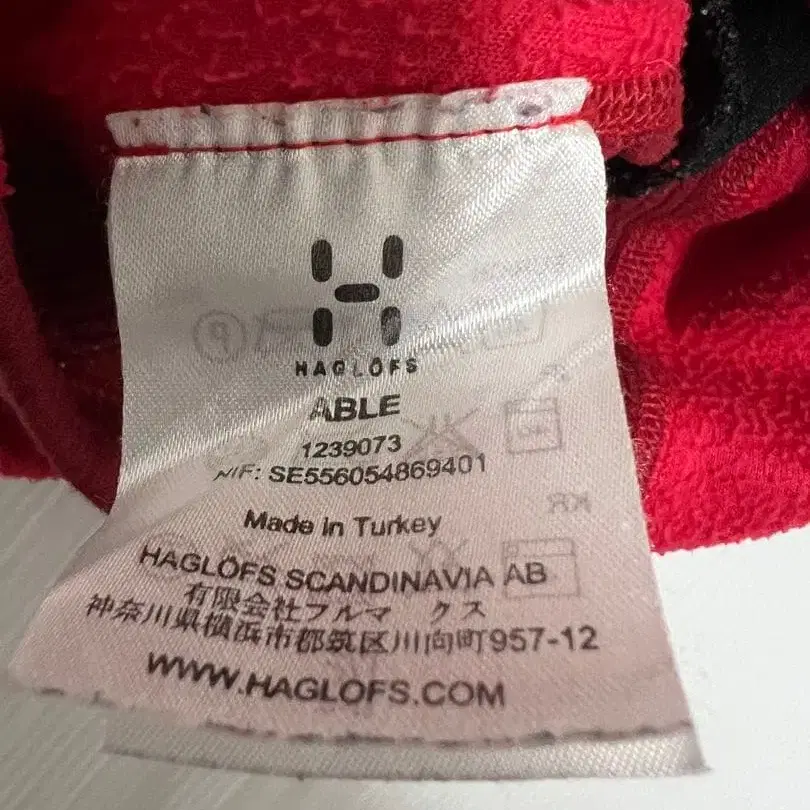 HAGLÖFS
ABLE
1239073
NIF: SE556054869401
Made in Turkey
HAGLÖFS SCANDINAVIA AB
有限会社フルマ クス
神奈川県横浜市都筑区川向町957-12
WWW.HAGLOFS.COM